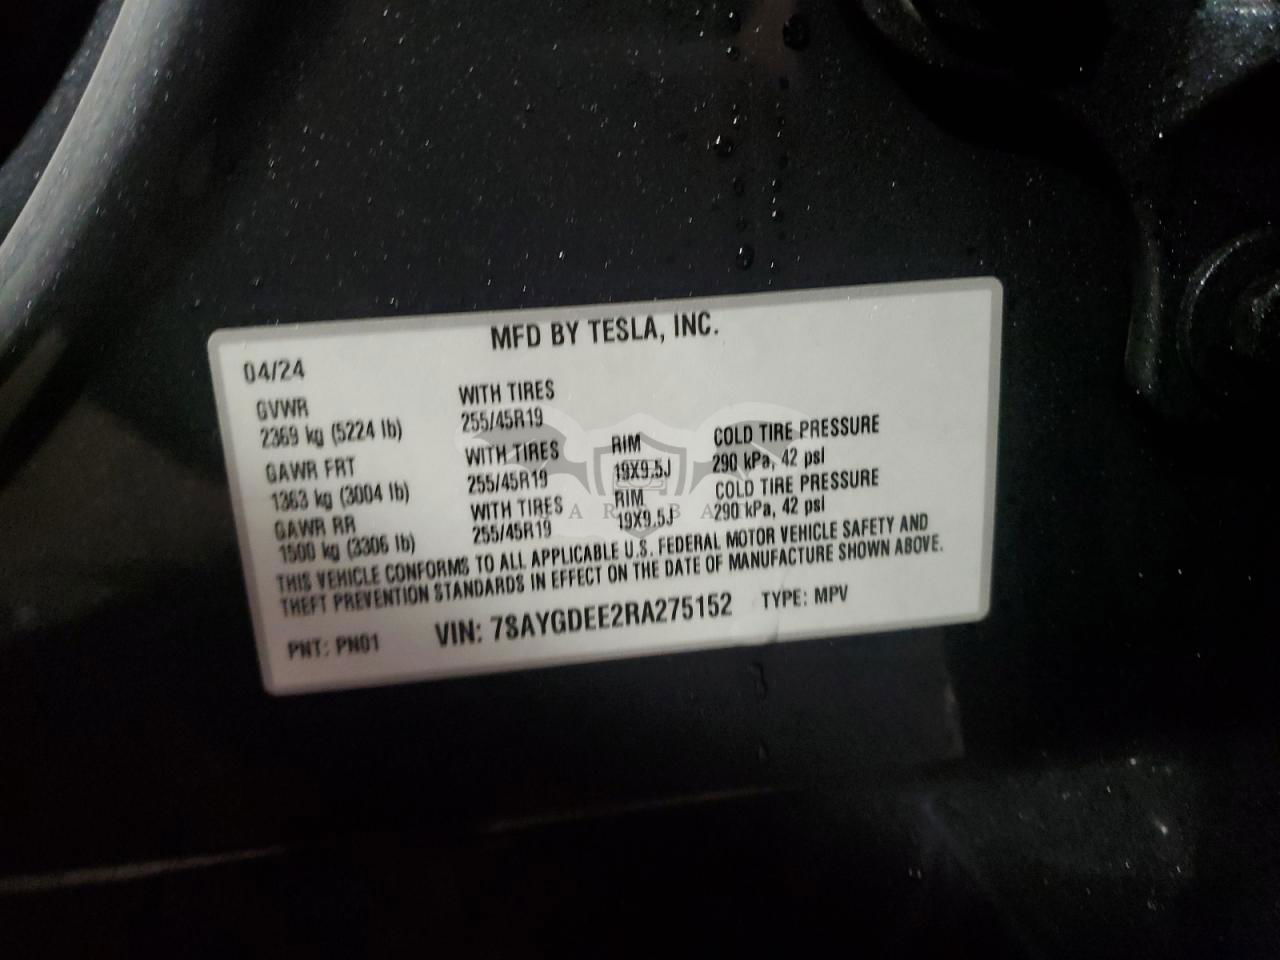 MFD BY TESLA, INC.
04/24
GVWR WITH TIRES
2369 kg (5224 lb) 255/45R19
GAWR FRT WITH TIRES RIM COLD TIRE PRESSURE
1363 kg (3004 lb) 255/45R19 19X9.5J 290 kPa, 42 psi
GAWR RR WITH TIRES RIM COLD TIRE PRESSURE
1500 kg (3306 lb) 255/45R19 19X9.5J 290 kPa, 42 psi
THIS VEHICLE CONFORMS TO ALL APPLICABLE U.S. FEDERAL MOTOR VEHICLE SAFETY AND
THEFT PREVENTION STANDARDS IN EFFECT ON THE DATE OF MANUFACTURE SHOWN ABOVE.
PNT: PN01 VIN: 7SAYGDEE2RA275152 TYPE: MPV